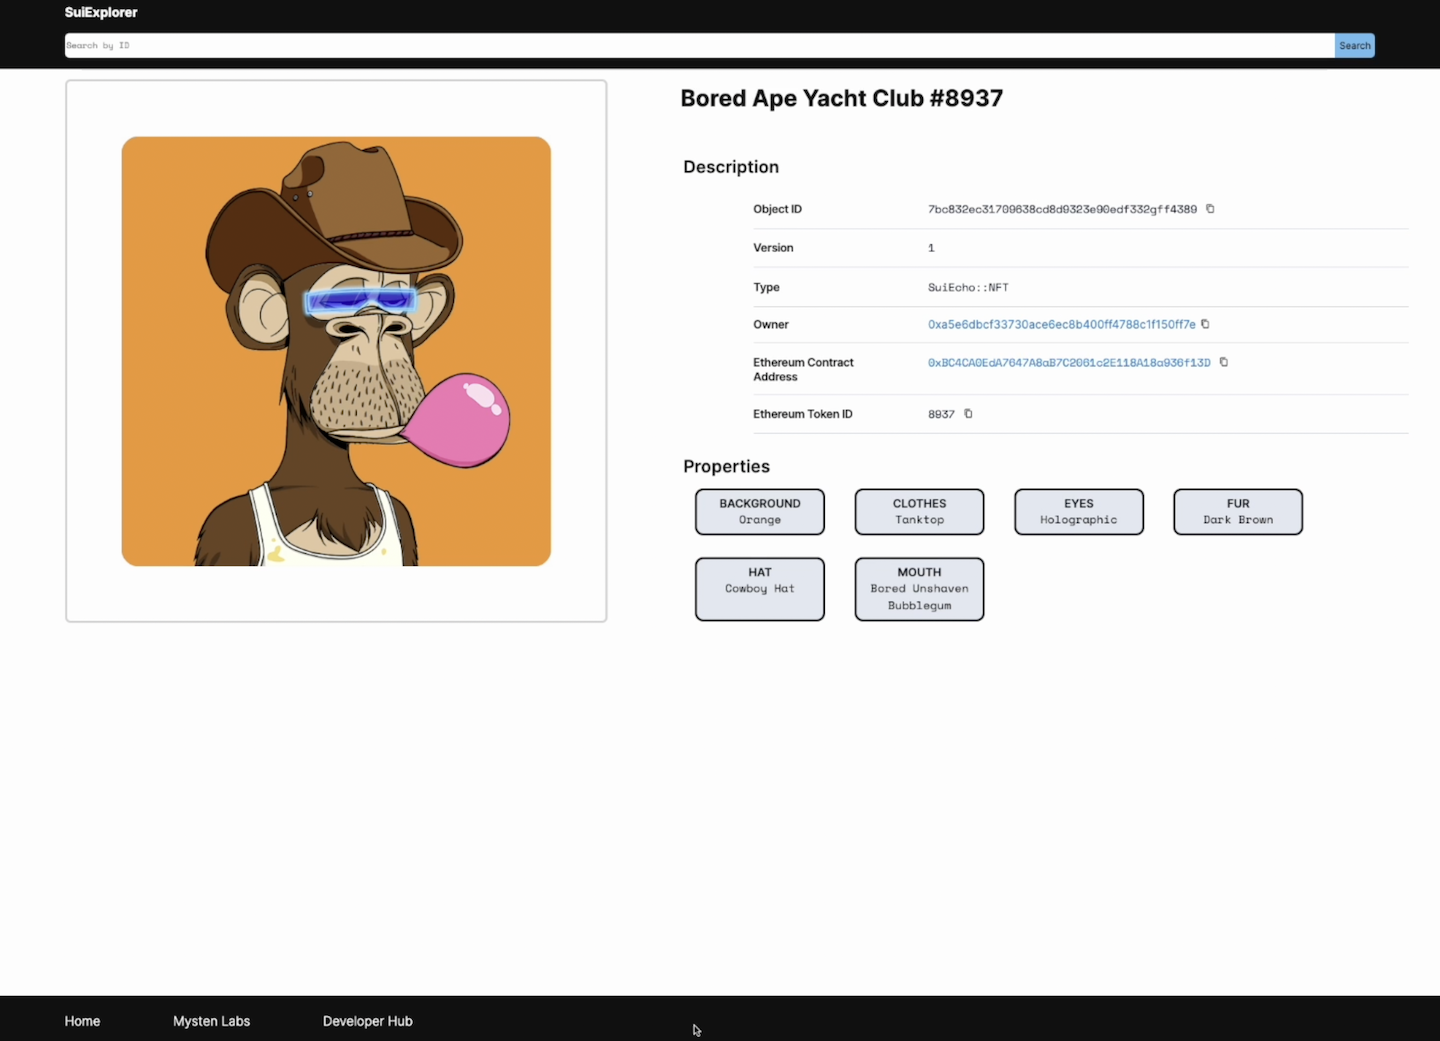 SuiExplorer
Search by ID
Search
Bored Ape Yacht Club #8937
Description
Object ID 7bc832ec31709638cd8d9323e90edf332gff4389
Version 1
Type SuiEcho::NFT
Owner 0xa5e6dbcf33730ace6ec8b400ff4788c1f150ff7e
Ethereum Contract
Address
0xBC4CA0EdA7647A8aB7C2061c2E118A18a936f13D
Ethereum Token ID 8937
Properties
BACKGROUND CLOTHES EYES FUR
Orange Tanktop Holographic Dark Brown
HAT MOUTH
Cowboy Hat Bored Unshaven
Bubblegum
Home Mysten Labs Developer Hub